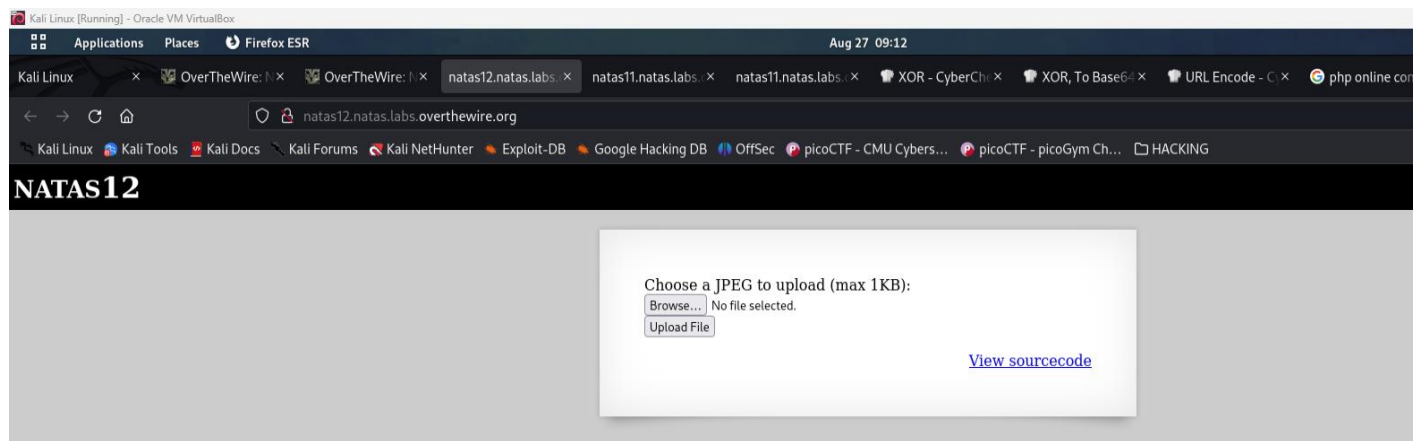 Kali Linux [Running] - Oracle VM VirtualBox
Applications Places Firefox ESR Aug 27 09:12
Kali Linux × OverTheWire: N × OverTheWire: N × natas12.natas.labs. × natas11.natas.labs. × natas11.natas.labs. × XOR - CyberChe × XOR, To Base64 × URL Encode - C × php online con
natas12.natas.labs.overthewire.org
Kali Linux Kali Tools Kali Docs Kali Forums Kali NetHunter Exploit-DB Google Hacking DB OffSec picoCTF - CMU Cybers... picoCTF - picoGym Ch... HACKING
NATAS12
Choose a JPEG to upload (max 1KB):
Browse... No file selected.
Upload File
View sourcecode